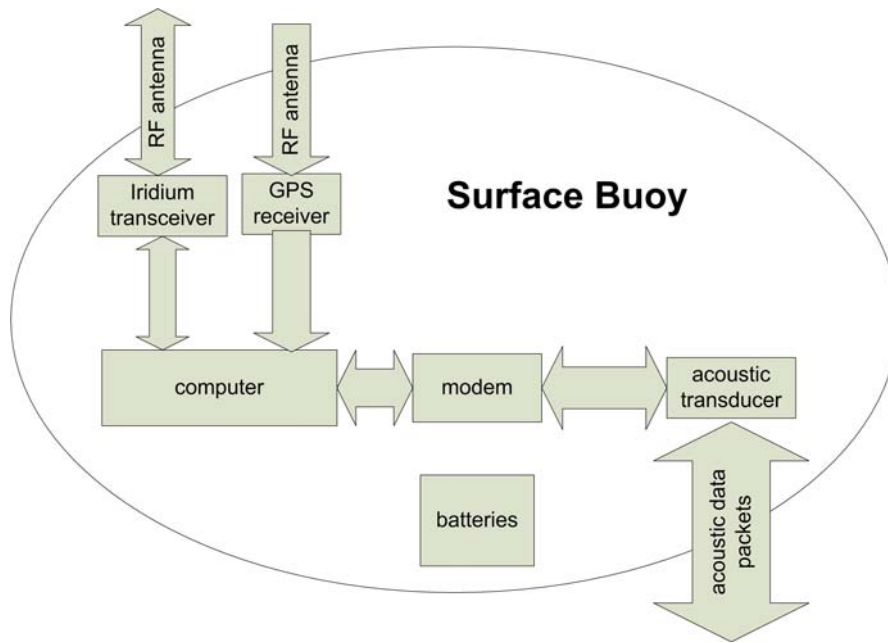 RF antenna
RF antenna
Iridium
transceiver
GPS
receiver
Surface Buoy
computer
modem
acoustic
transducer
batteries
acoustic data
packets